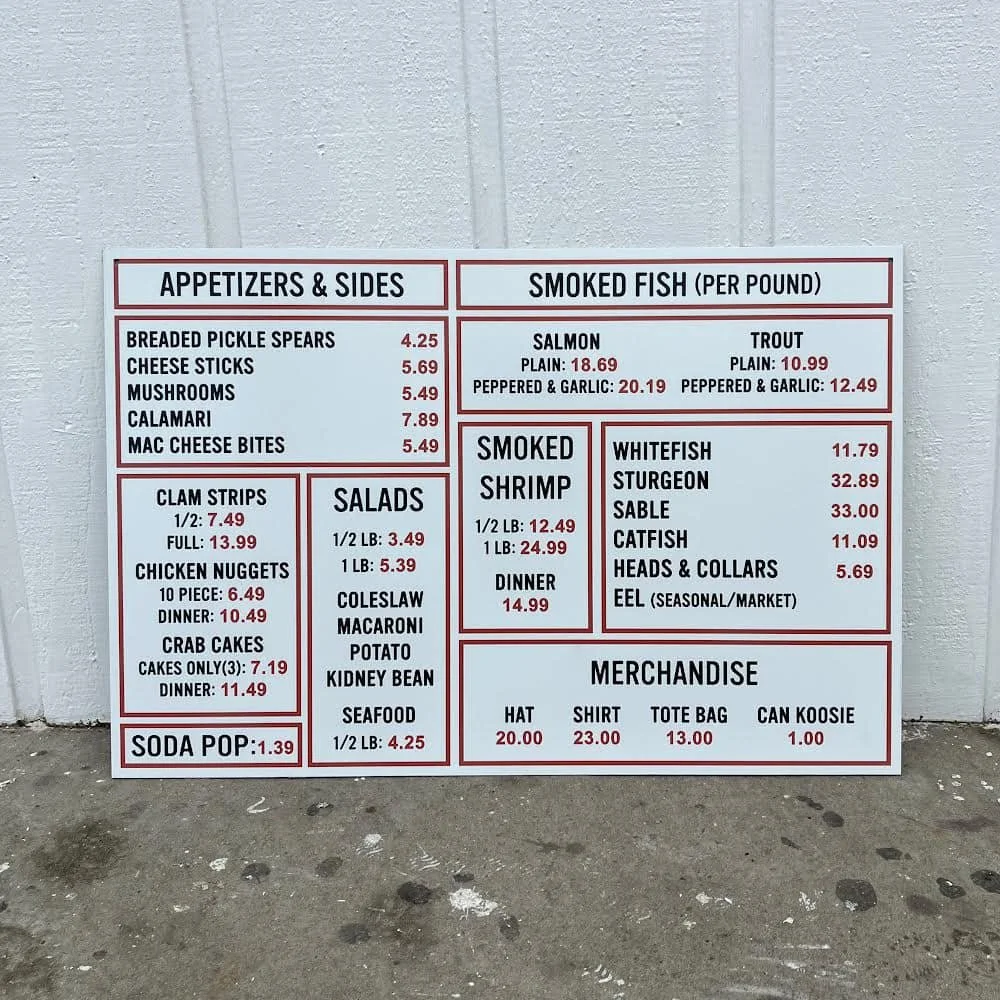 APPETIZERS & SIDES
BREADED PICKLE SPEARS 4.25
CHEESE STICKS 5.69
MUSHROOMS 5.49
CALAMARI 7.89
MAC CHEESE BITES 5.49
CLAM STRIPS
1/2: 7.49
FULL: 13.99
CHICKEN NUGGETS
10 PIECE: 6.49
DINNER: 10.49
CRAB CAKES
CAKES ONLY(3): 7.19
DINNER: 11.49
SODA POP:1.39
SALADS
1/2 LB: 3.49
1 LB: 5.39
COLESLAW
MACARONI
POTATO
KIDNEY BEAN
SEAFOOD
1/2 LB: 4.25
SMOKED FISH (PER POUND)
SALMON
PLAIN: 18.69
PEPPERED & GARLIC: 20.19
TROUT
PLAIN: 10.99
PEPPERED & GARLIC: 12.49
SMOKED
SHRIMP
1/2 LB: 12.49
1 LB: 24.99
DINNER
14.99
WHITEFISH 11.79
STURGEON 32.89
SABLE 33.00
CATFISH 11.09
HEADS & COLLARS 5.69
EEL (SEASONAL/MARKET)
MERCHANDISE
HAT SHIRT TOTE BAG CAN KOOSIE
20.00 23.00 13.00 1.00